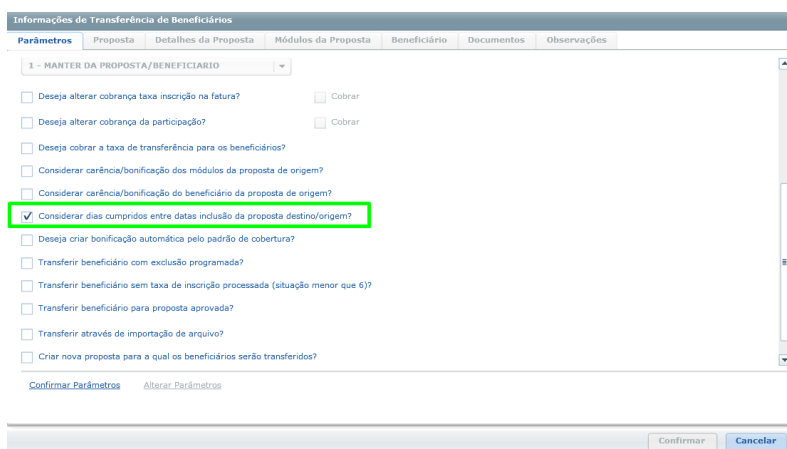 Informações de Transferência de Beneficiários
Parâmetros Proposta Detalhes da Proposta Módulos da Proposta Beneficiário Documentos Observações
1 - MANTER DA PROPOSTA/BENEFICIARIO
Deseja alterar cobrança taxa inscrição na fatura? Cobrar
Deseja alterar cobrança da participação? Cobrar
Deseja cobrar a taxa de transferência para os beneficiários?
Considerar carência/bonificação dos módulos da proposta de origem?
Considerar carência/bonificação do beneficiário da proposta de origem?
Considerar dias cumpridos entre datas inclusão da proposta destino/origem?
Deseja criar bonificação automática pelo padrão de cobertura?
Transferir beneficiário com exclusão programada?
Transferir beneficiário sem taxa de inscrição processada (situação menor que 6)?
Transferir beneficiário para proposta aprovada?
Transferir através de importação de arquivo?
Criar nova proposta para a qual os beneficiários serão transferidos?
Confirmar Parâmetros Alterar Parâmetros
Confirmar Cancelar